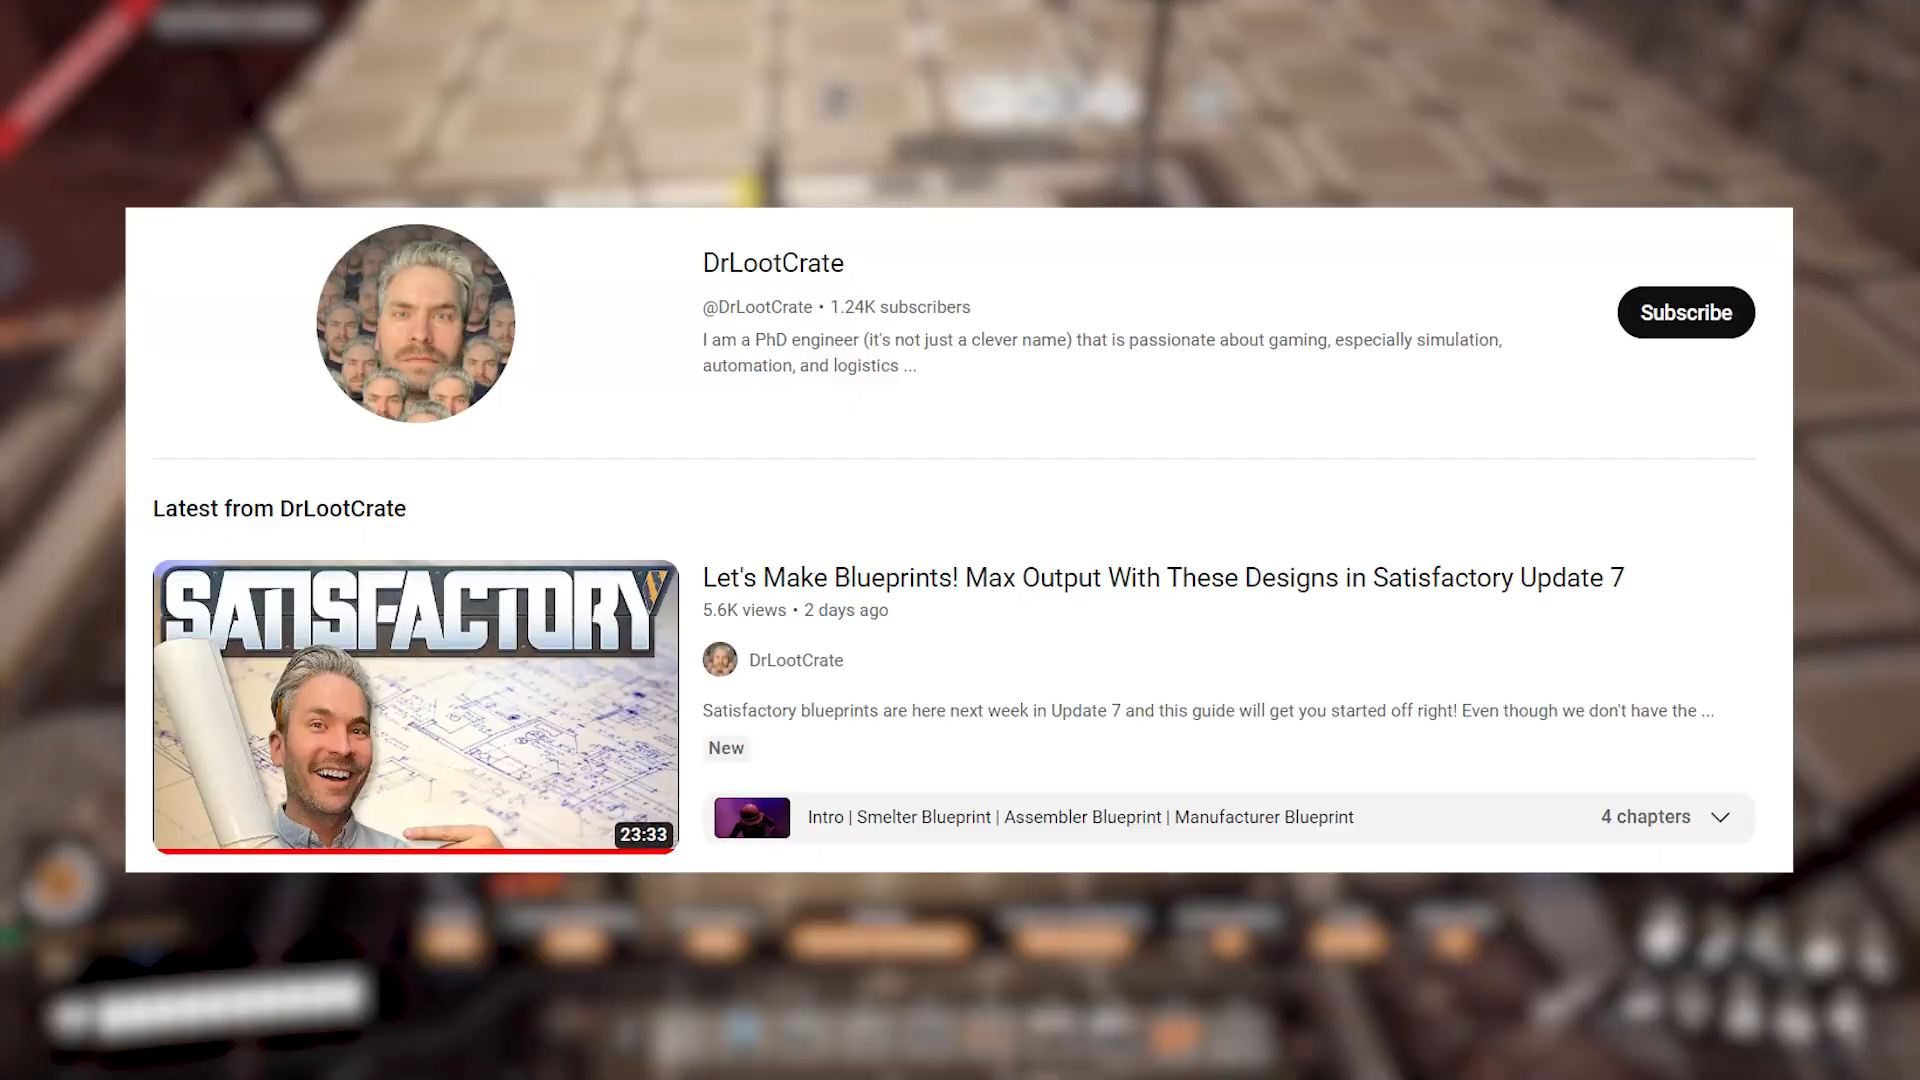 DrLootCrate
@DrLootCrate • 1.24K subscribers
Subscribe
I am a PhD engineer (it's not just a clever name) that is passionate about gaming, especially simulation,
automation, and logistics ...
Latest from DrLootCrate
SATISFACTORY
23:33
Let's Make Blueprints! Max Output With These Designs in Satisfactory Update 7
5.6K views • 2 days ago
DrLootCrate
Satisfactory blueprints are here next week in Update 7 and this guide will get you started off right! Even though we don't have the ...
New
Intro | Smelter Blueprint | Assembler Blueprint | Manufacturer Blueprint
4 chapters